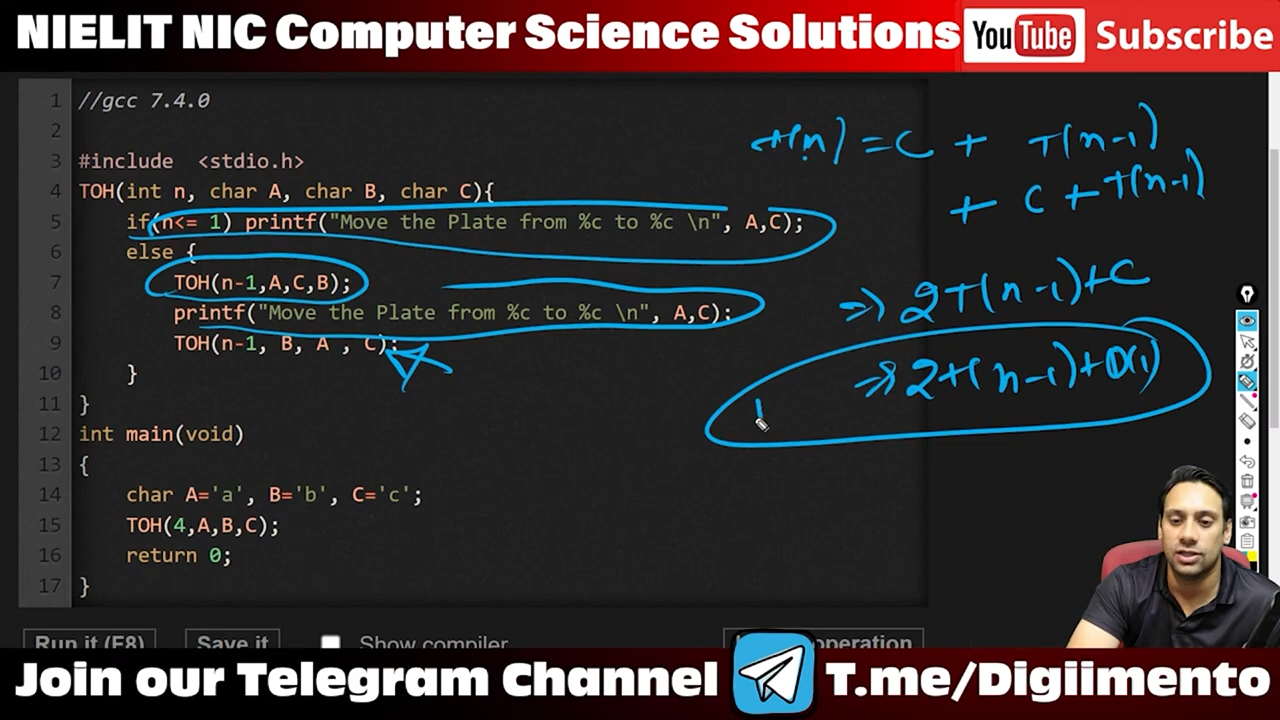 NIELIT NIC Computer Science Solutions
YouTube Subscribe
1 //gcc 7.4.0
2
3 #include <stdio.h>
4 TOH(int n, char A, char B, char C){
5 if(n<= 1) printf("Move the Plate from %c to %c \n", A,C);
6 else {
7 TOH(n-1,A,C,B);
8 printf("Move the Plate from %c to %c \n", A,C);
9 TOH(n-1, B, A , C);
10 }
11 }
12 int main(void)
13 {
14 char A='a', B='b', C='c';
15 TOH(4,A,B,C);
16 return 0;
17 }
T(n) = C + T(n-1)
+ C + T(n-1)
=> 2T(n-1)+C
=> 2T(n-1)+O(1)
Run it (F8) Save it Show compiler operation
Join our Telegram Channel T.me/Digiimento